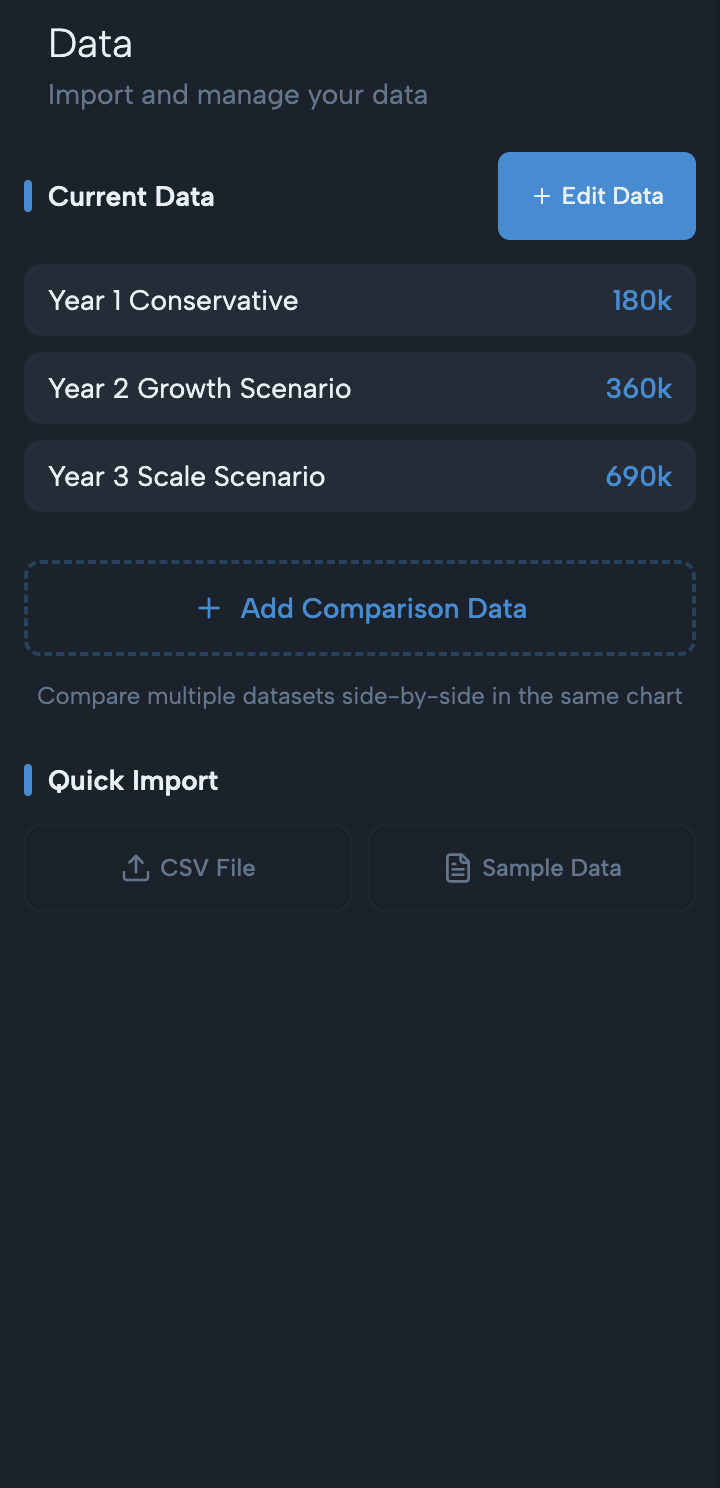 Data
Import and manage your data
Current Data
+ Edit Data
Year 1 Conservative 180k
Year 2 Growth Scenario 360k
Year 3 Scale Scenario 690k
+ Add Comparison Data
Compare multiple datasets side-by-side in the same chart
Quick Import
CSV File
Sample Data